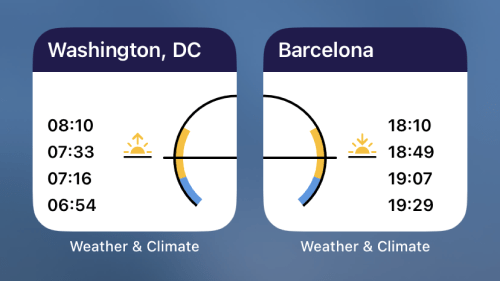 Washington, DC
08:10
07:33
07:16
06:54
Weather & Climate
Barcelona
18:10
18:49
19:07
19:29
Weather & Climate